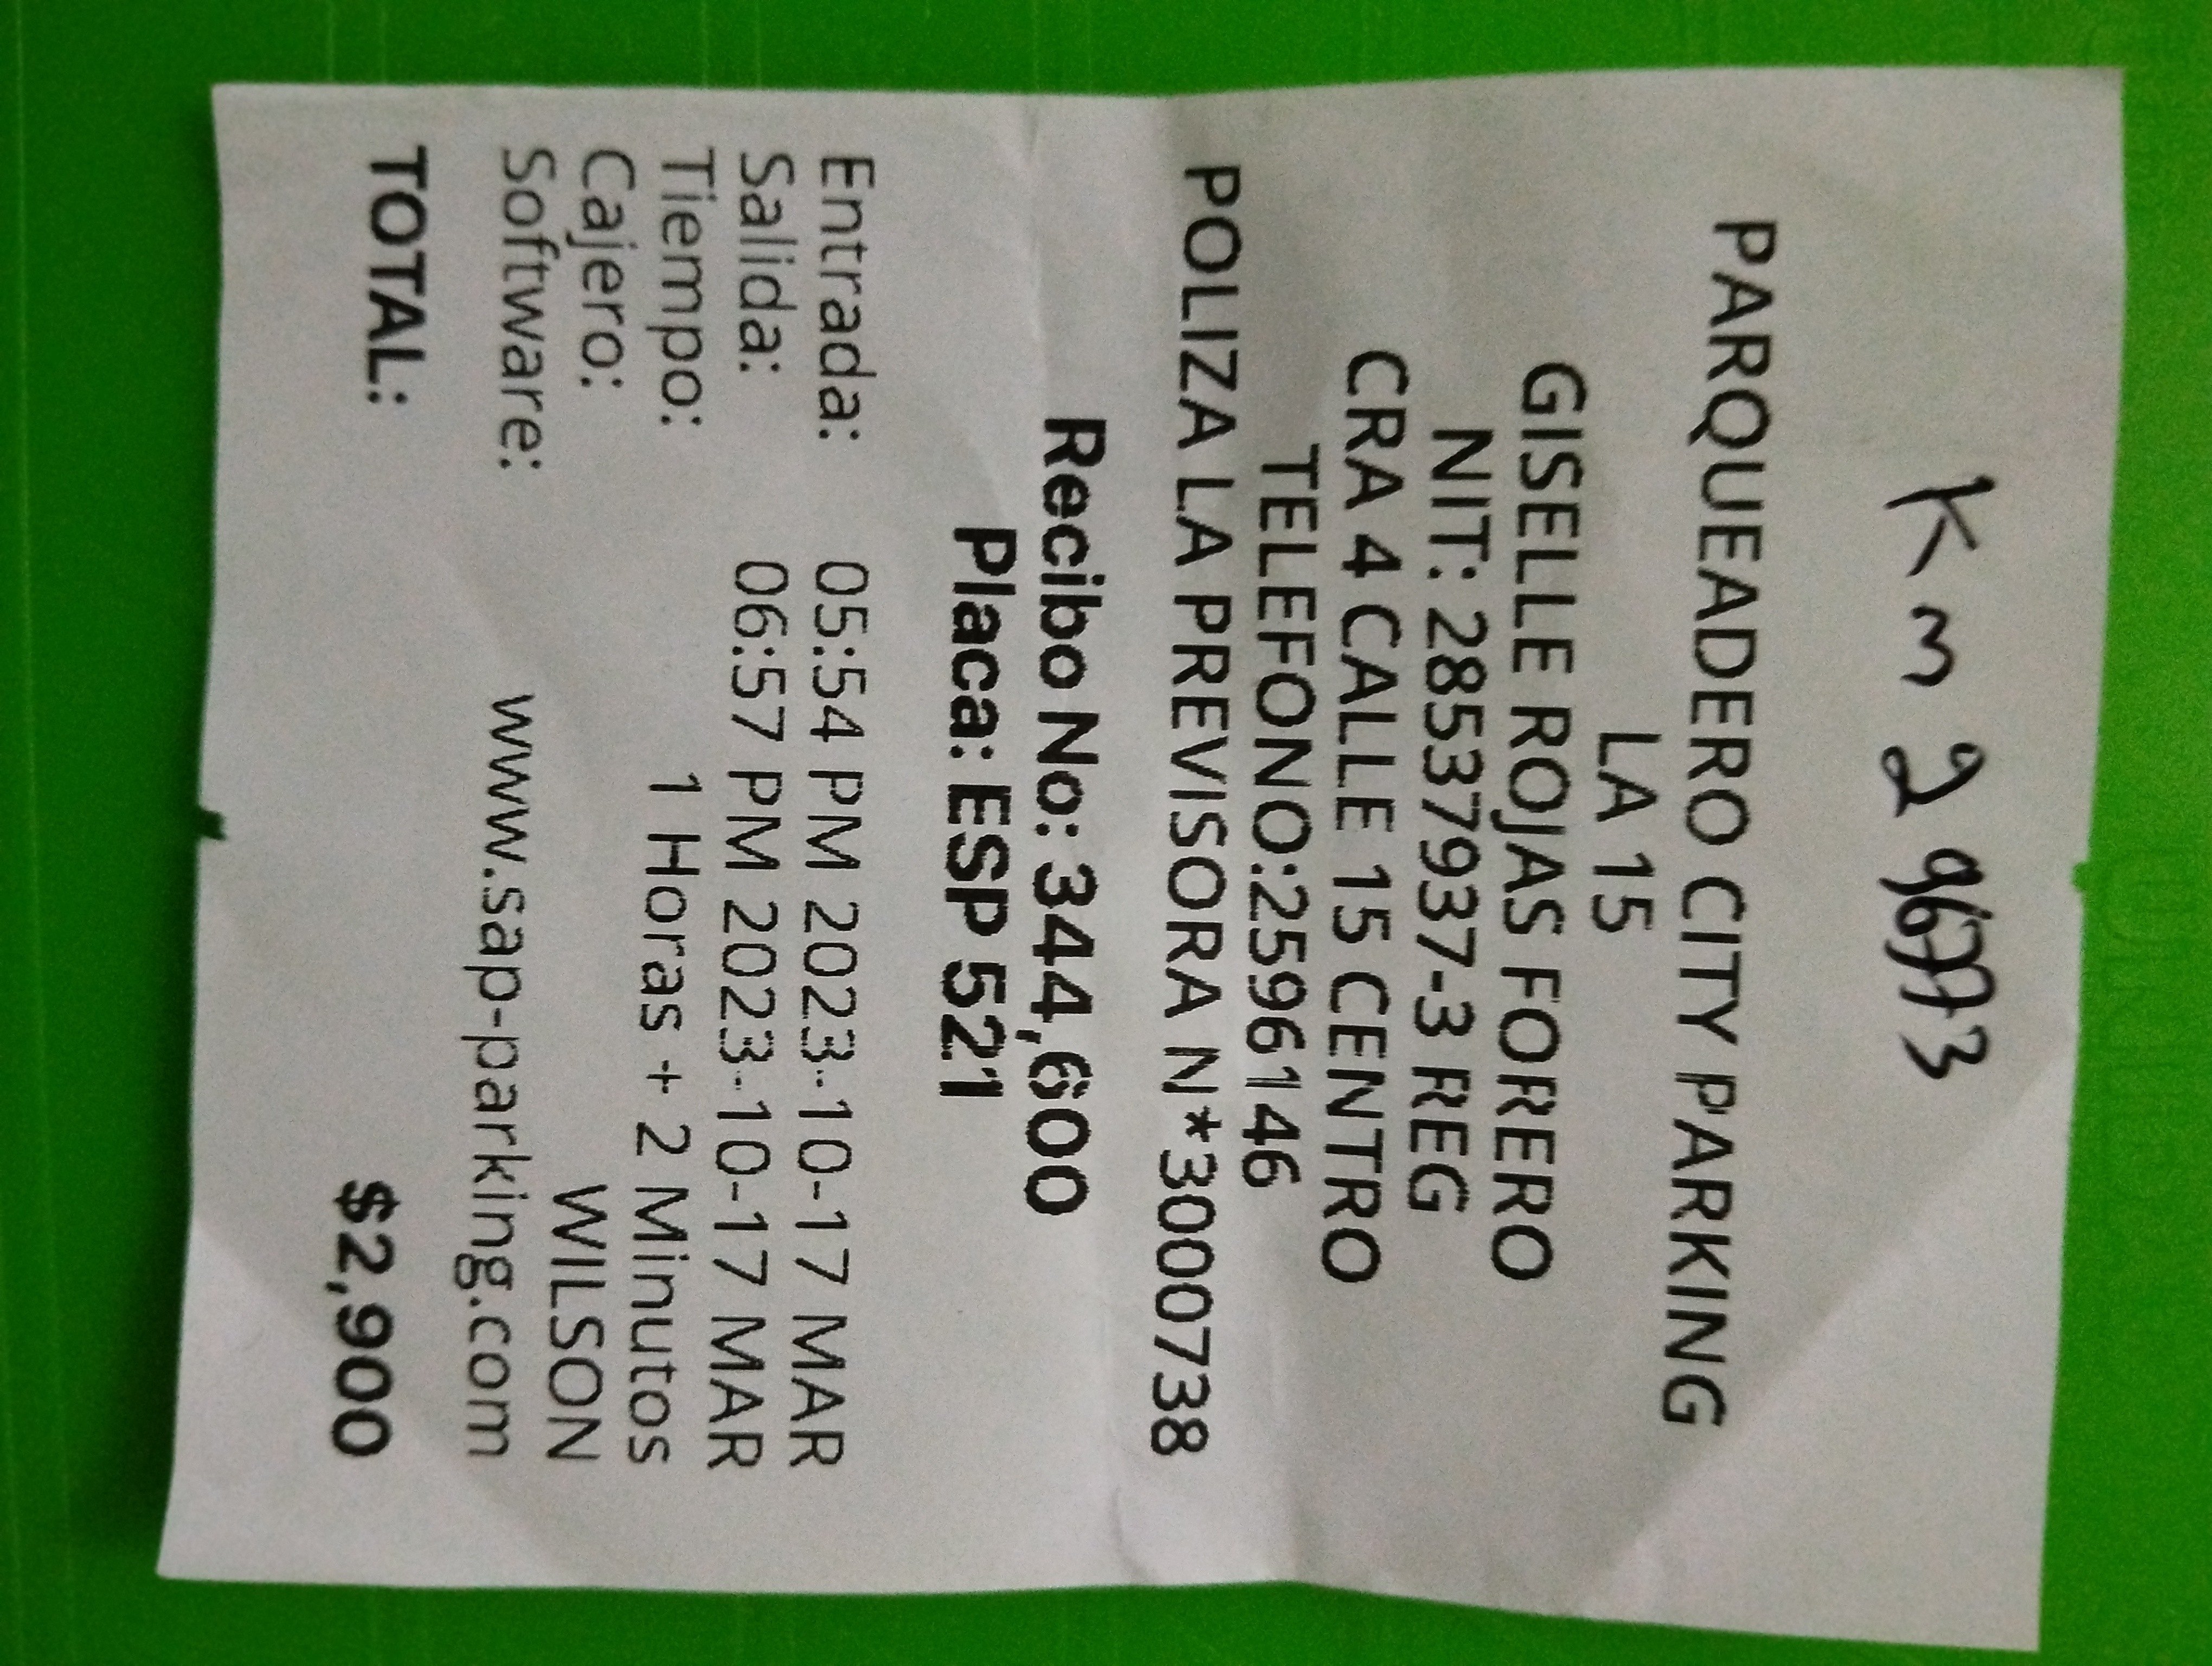 Km 2
PARQUEADERO CITY PARKING
LA 15
GISELLE ROJAS FORERO
NIT: 28537937-3 REG
CRA 4 CALLE 15 CENTRO
TELEFONO:2596146
POLIZA LA PREVISORA N*3000738
Recibo No: 344,600
Placa: ESP 521
Entrada: 05:54 PM 2023-10-17 MAR
Salida: 06:57 PM 2023-10-17 MAR
Tiempo: 1 Horas + 2 Minutos
Cajero: WILSON
Software: www.sap-parking.com
TOTAL: $2,900